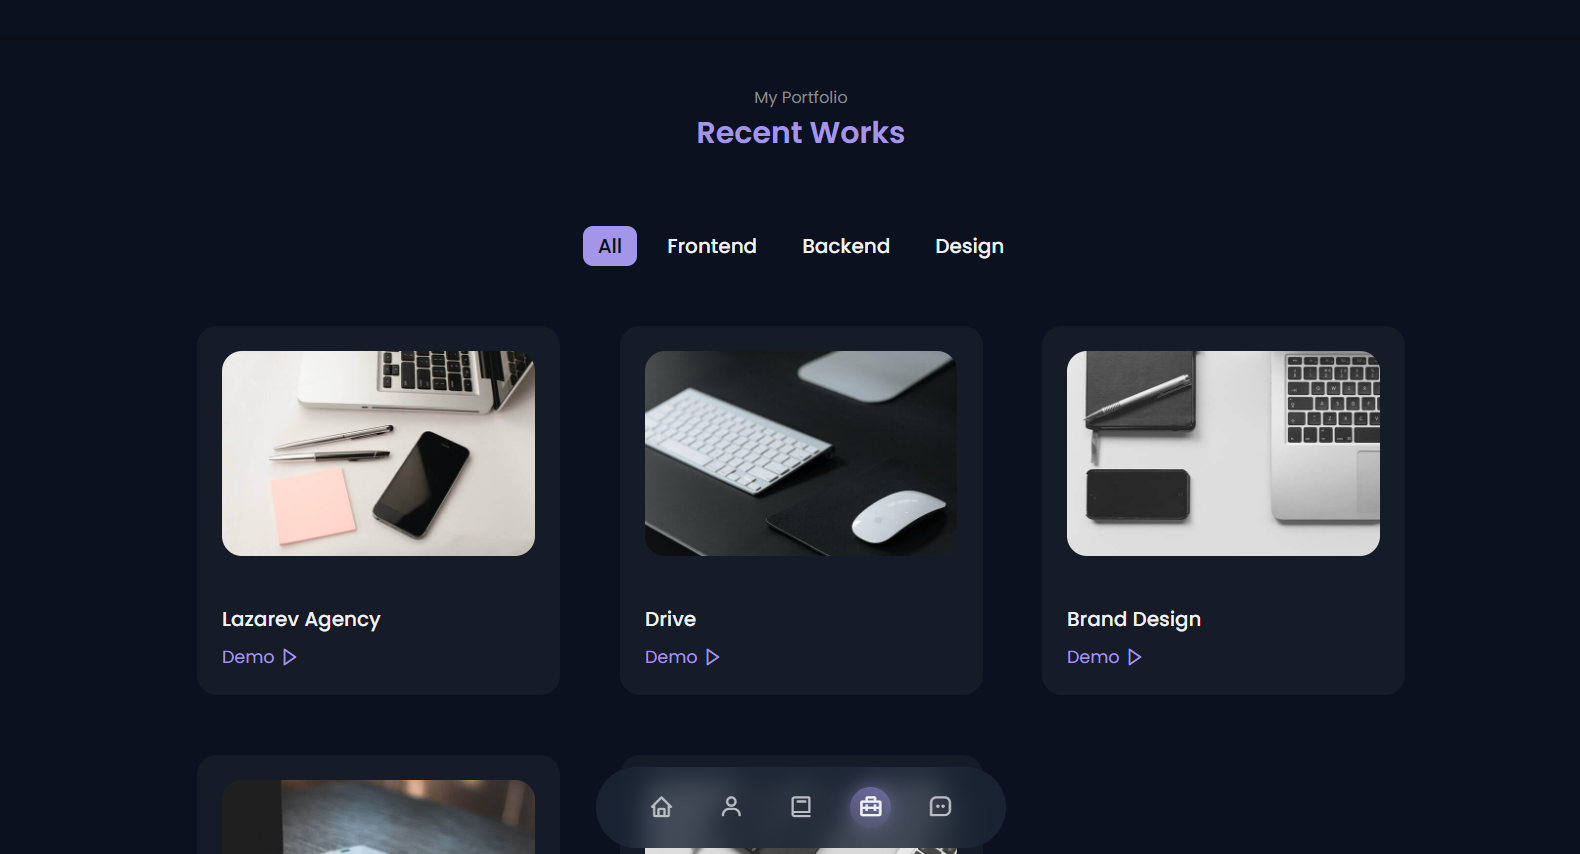 My Portfolio
Recent Works
All Frontend Backend Design
Lazarev Agency Drive Brand Design
Demo Demo Demo